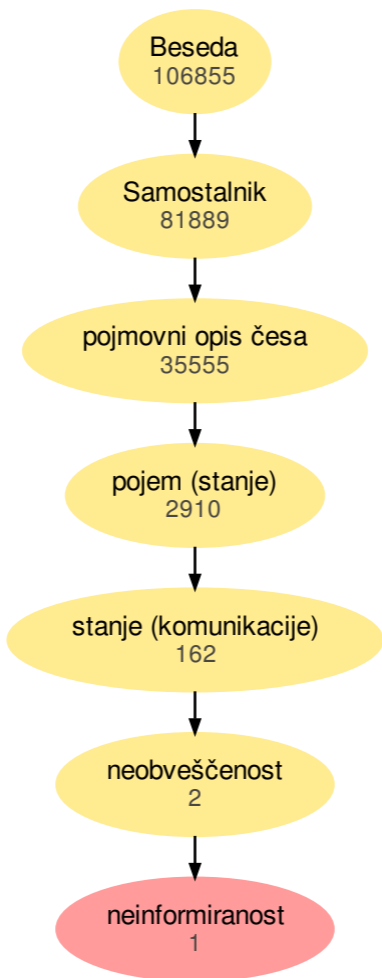 Beseda
106855
Samostalnik
81889
pojmovni opis česa
35555
pojem (stanje)
2910
stanje (komunikacije)
162
neobveščenost
2
neinformiranost
1